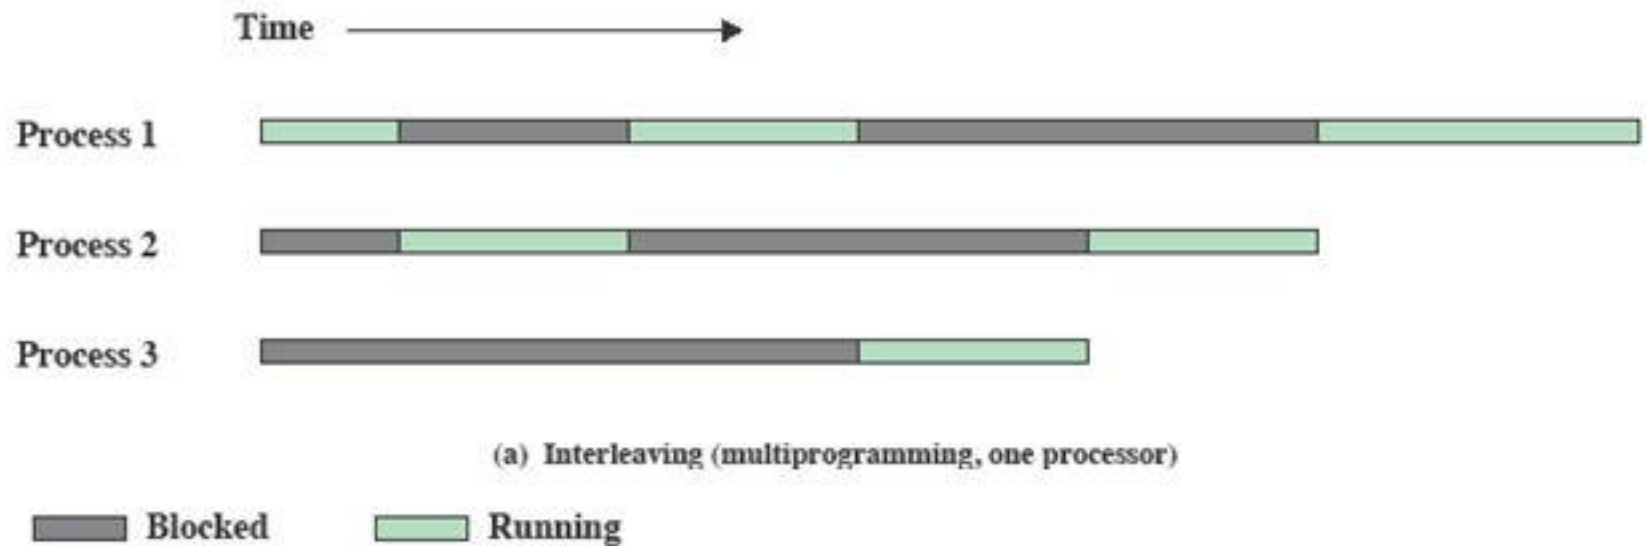 Time
Process 1
Process 2
Process 3
(a) Interleaving (multiprogramming, one processor)
Blocked
Running